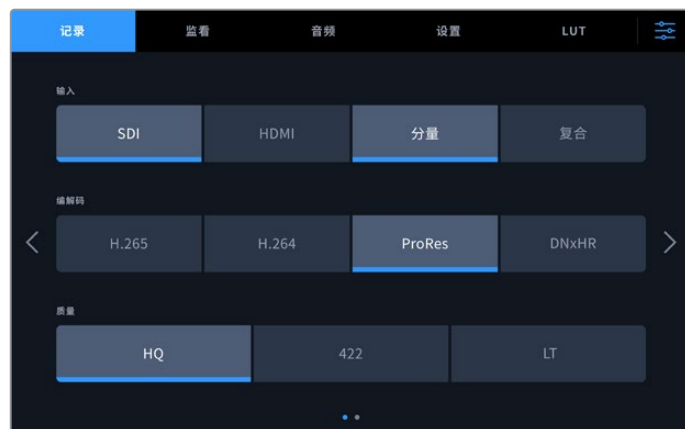 记录 监看 音频 设置 LUT
输入
SDI HDMI 分量 复合
编解码
H.265 H.264 ProRes DNxHR
质量
HQ 422 LT